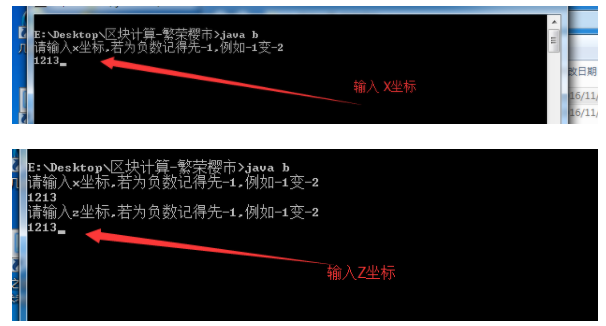 E:\Desktop\区块计算-繁荣樱市>java b
请输入x坐标,若为负数记得先-1,例如-1变-2
1213_
输入 X坐标
改日期
16/11/
16/11/
E:\Desktop\区块计算-繁荣樱市>java b
请输入x坐标,若为负数记得先-1,例如-1变-2
1213
请输入z坐标,若为负数记得先-1,例如-1变-2
1213_
输入Z坐标